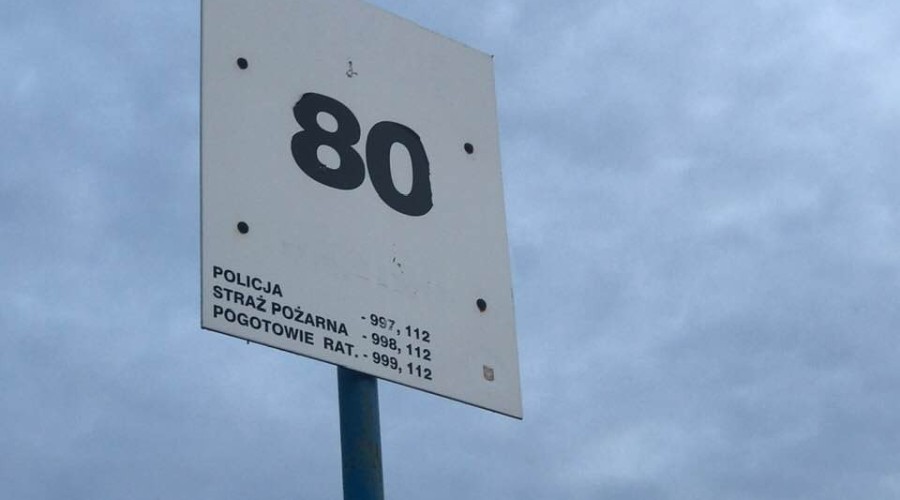 80
POLICJA - 997, 112
STRAŻ POŻARNA - 998, 112
POGOTOWIE RAT. - 999, 112